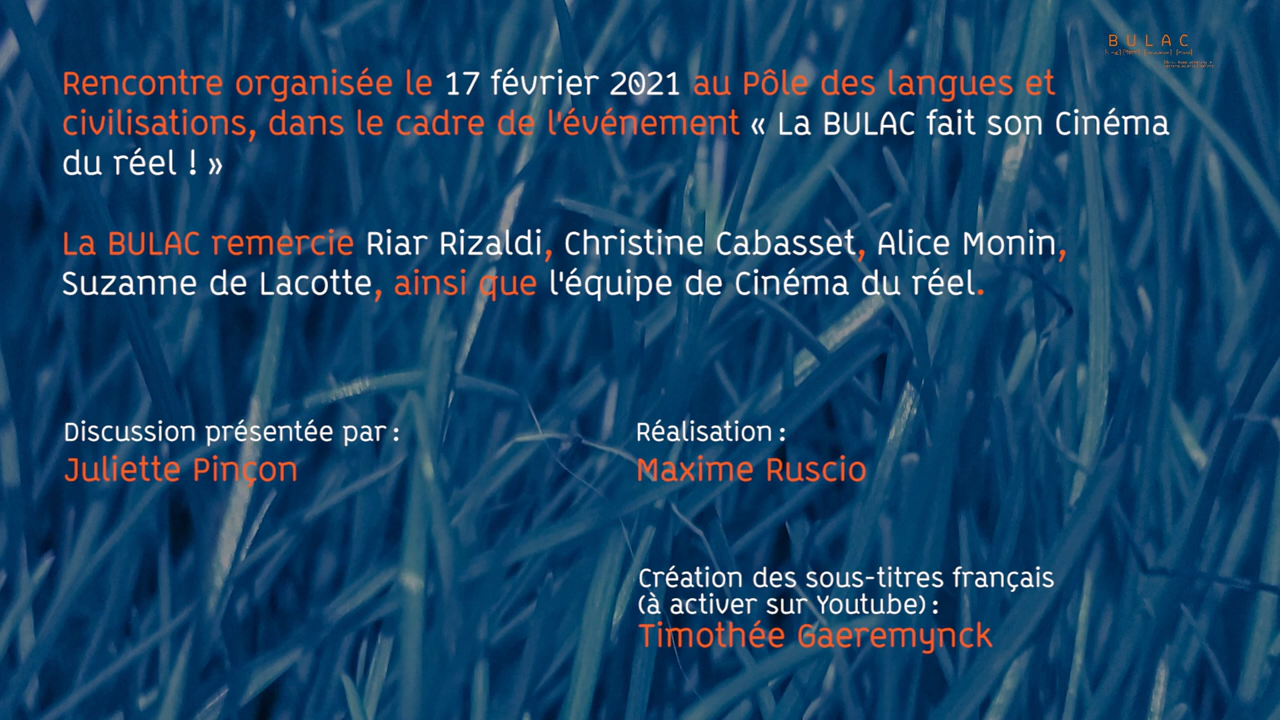 BULAC
Rencontre organisée le 17 février 2021 au Pôle des langues et
civilisations, dans le cadre de l'événement « La BULAC fait son Cinéma
du réel ! »
La BULAC remercie Riar Rizaldi, Christine Cabasset, Alice Monin,
Suzanne de Lacotte, ainsi que l'équipe de Cinéma du réel.
Discussion présentée par :
Juliette Pinçon
Réalisation :
Maxime Ruscio
Création des sous-titres français
(à activer sur Youtube) :
Timothée Gaeremynck